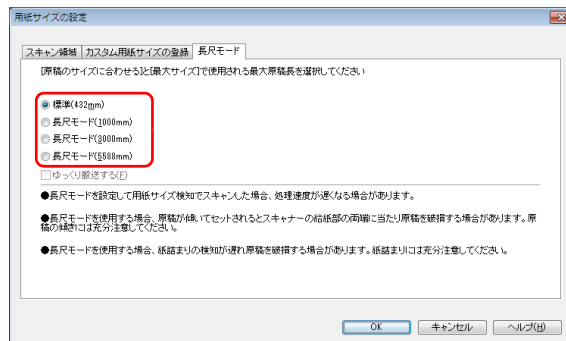 用紙サイズの設定
スキャン領域 カスタム用紙サイズの登録 長尺モード
[原稿のサイズに合わせる]と[最大サイズ]で使用される最大原稿長を選択してください
標準(432mm)
長尺モード(1000mm)
長尺モード(3000mm)
長尺モード(5588mm)
ゆっくり搬送する(F)
●長尺モードを設定して用紙サイズ検知でスキャンした場合、処理速度が遅くなる場合があります。
●長尺モードを使用する場合、原稿が傾いてセットされるとスキャナーの給紙部の両端に当たり原稿を破損する場合があります。原
稿の傾きには充分注意してください。
●長尺モードを使用する場合、紙詰まりの検知が遅れ原稿を破損する場合があります。紙詰まりには充分注意してください。
OK キャンセル ヘルプ(H)